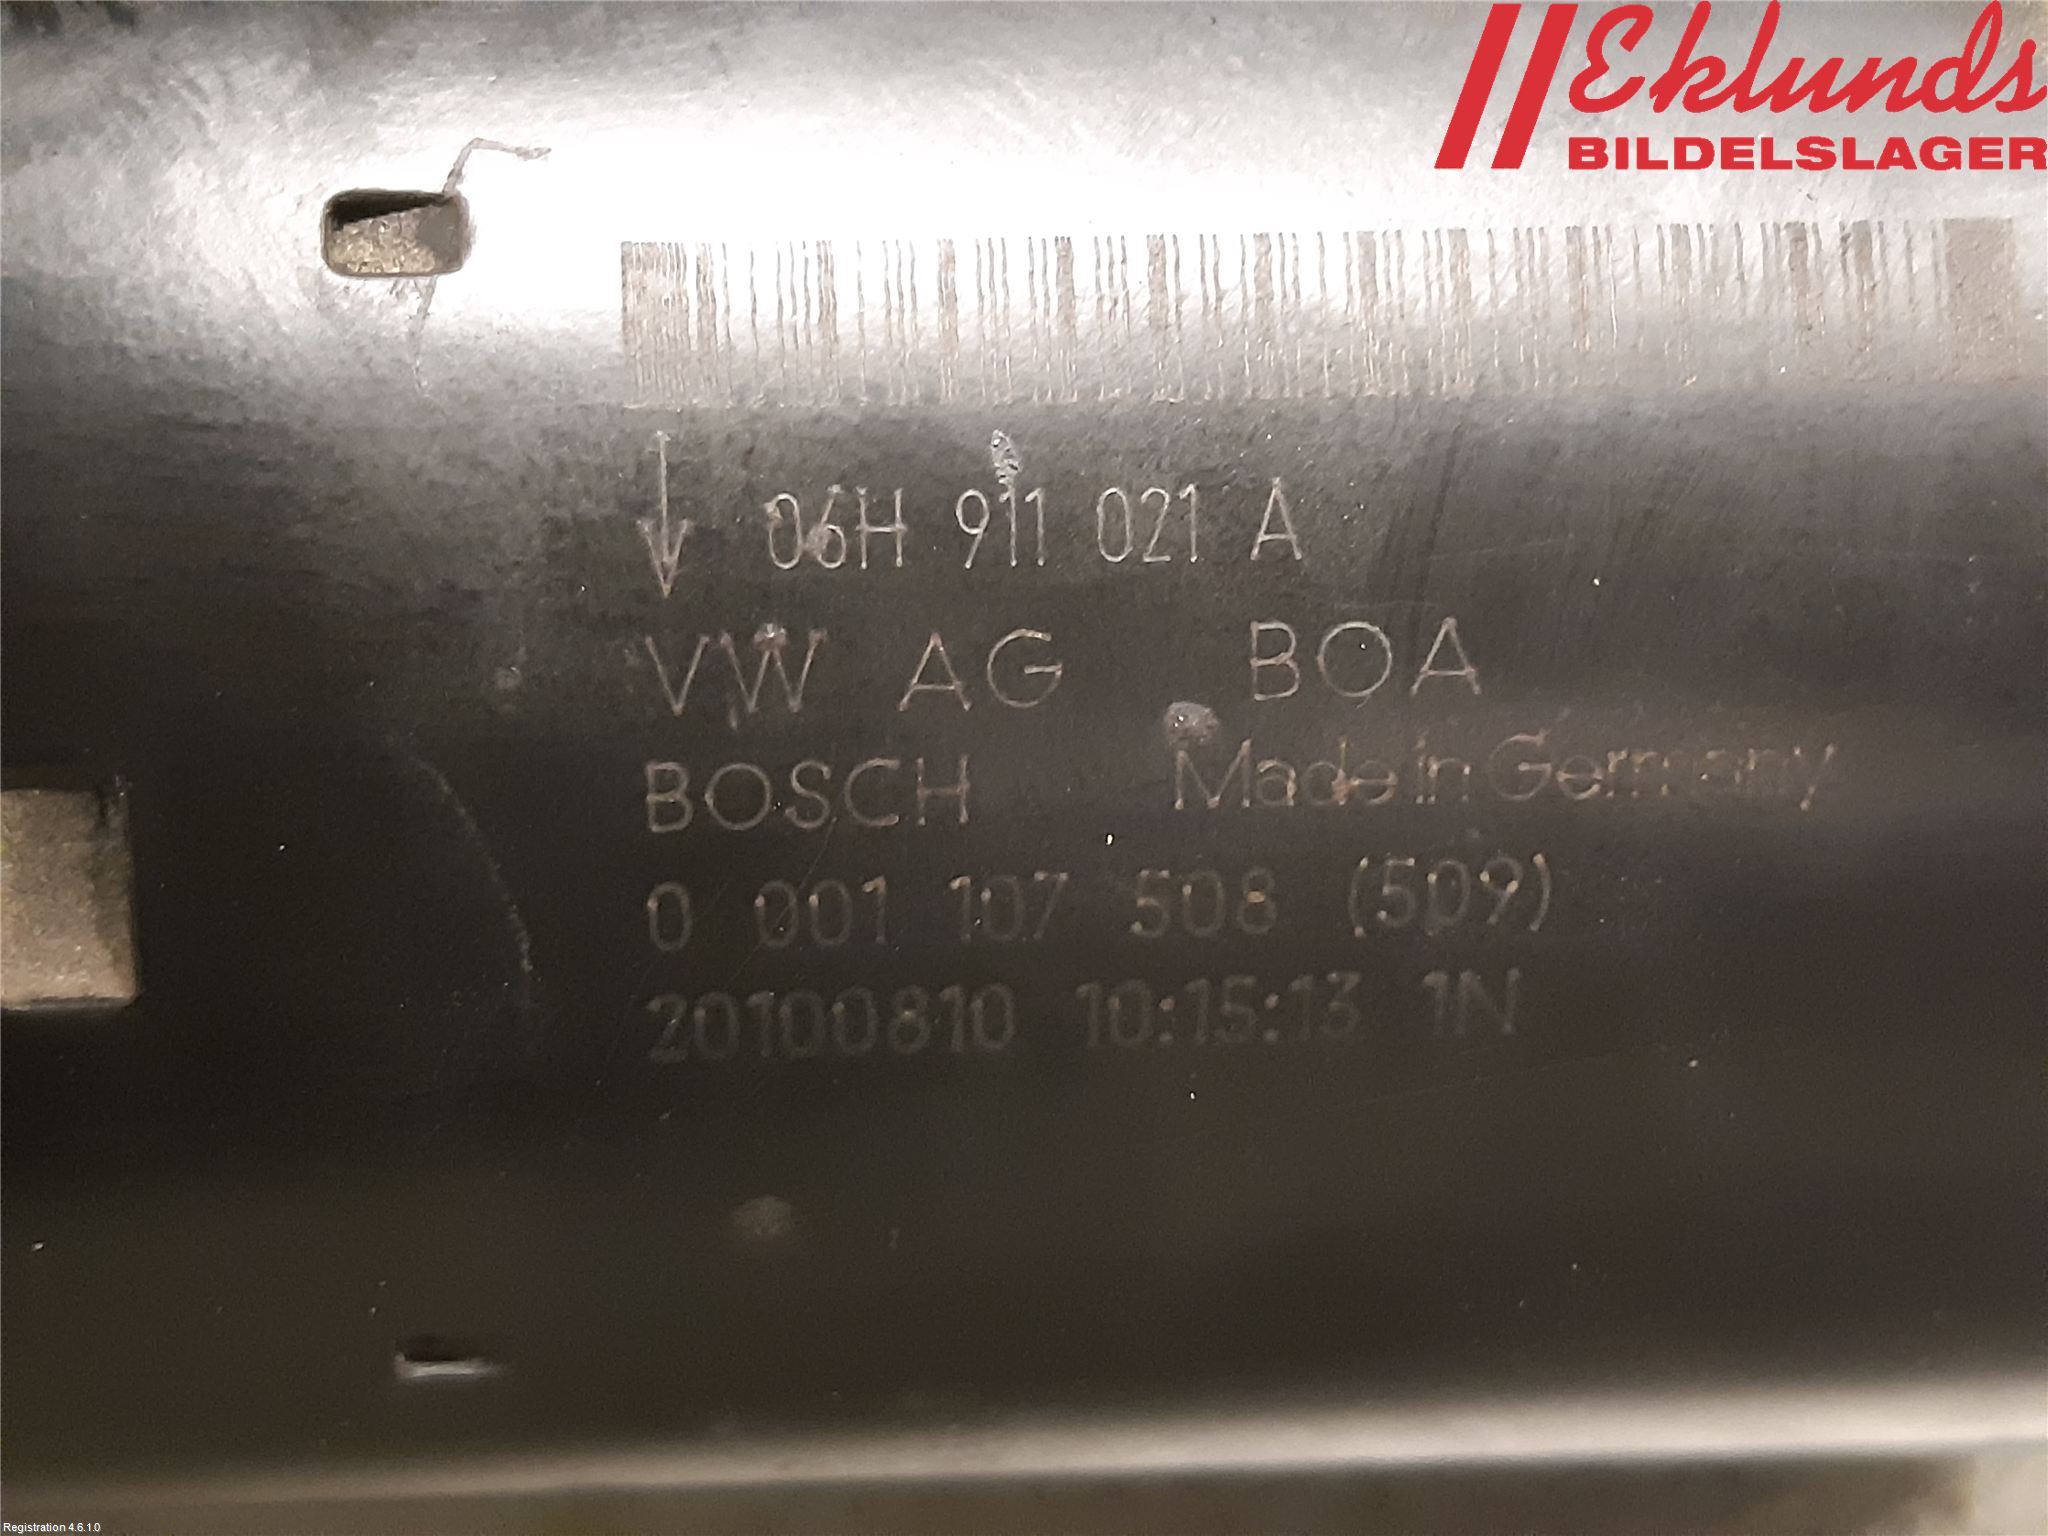 Eklunds
BILDELSLAGER
06H 911 021 A
VW AG BOA
BOSCH Made in Germany
0 001 107 508 (509)
20100810 10:15:13 1N
Registration 4.6.1.0